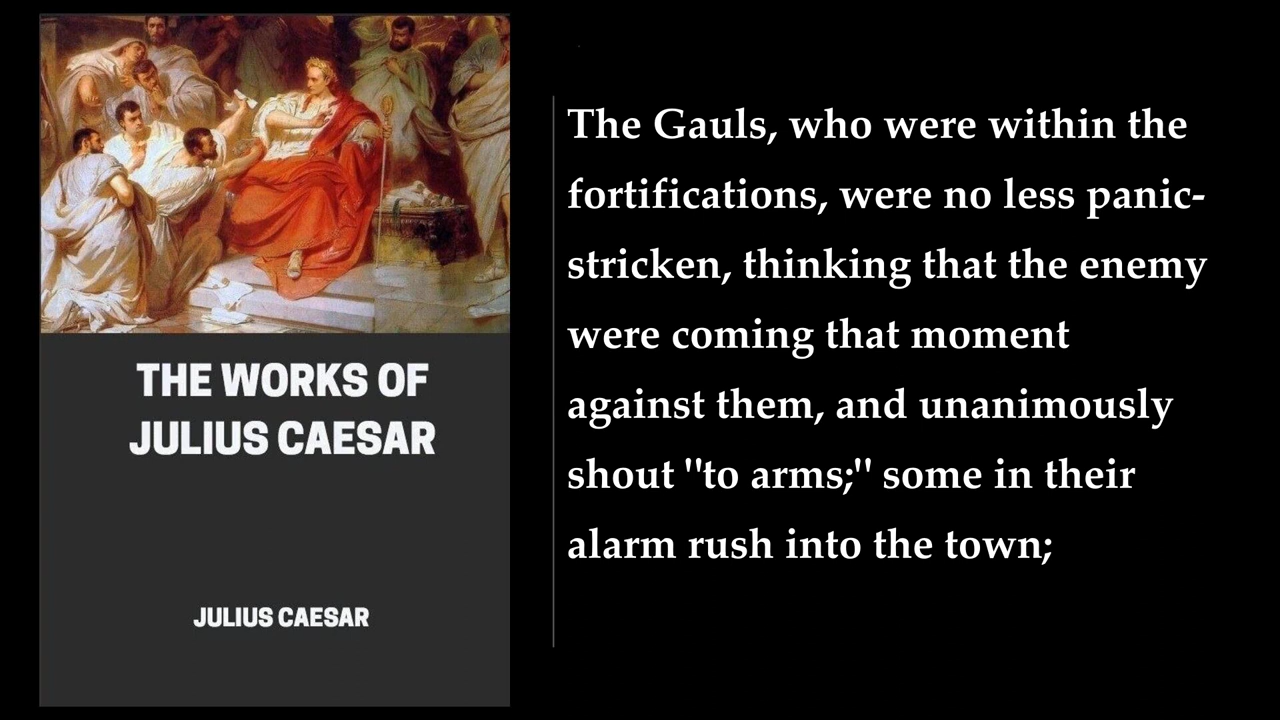 THE WORKS OF
JULIUS CAESAR
JULIUS CAESAR
The Gauls, who were within the
fortifications, were no less panic-
stricken, thinking that the enemy
were coming that moment
against them, and unanimously
shout "to arms;" some in their
alarm rush into the town;